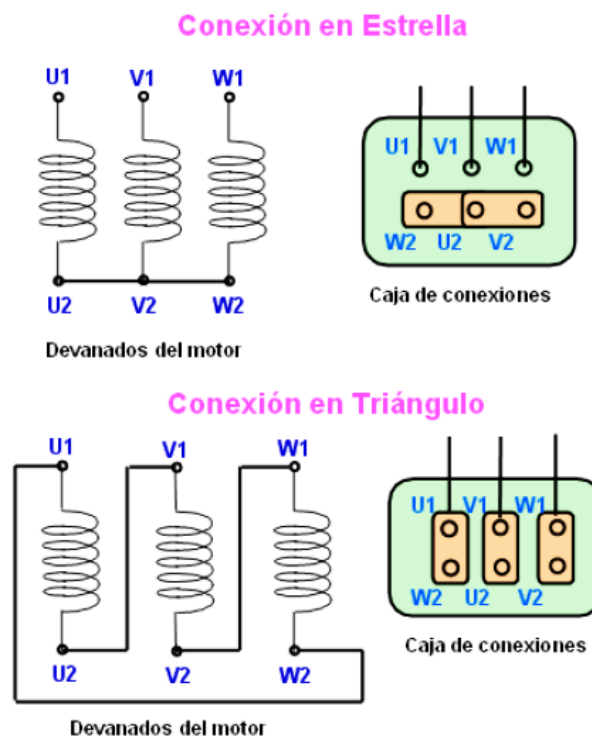 Conexión en Estrella
U1 V1 W1
U2 V2 W2
Devanados del motor
U1 V1 W1
W2 U2 V2
Caja de conexiones
Conexión en Triángulo
U1 V1 W1
U2 V2 W2
Devanados del motor
U1 V1 W1
W2 U2 V2
Caja de conexiones